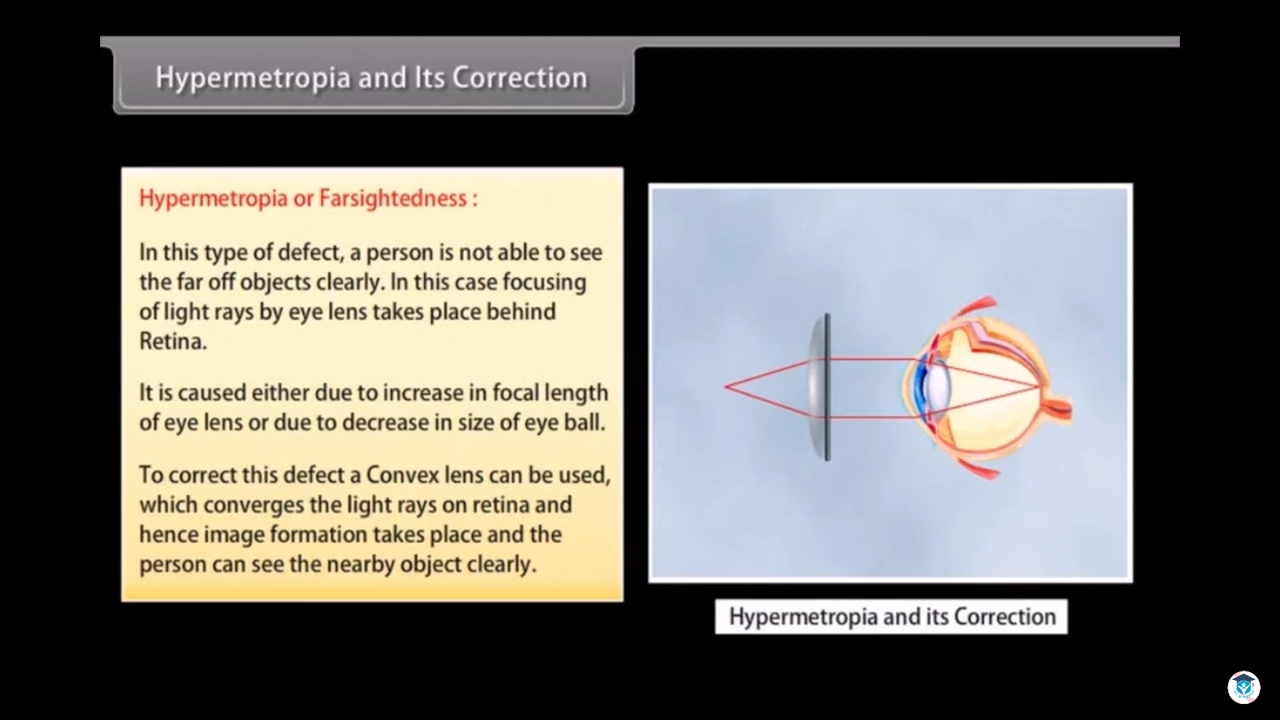 Hypermetropia and Its Correction
Hypermetropia or Farsightedness :
In this type of defect, a person is not able to see
the far off objects clearly. In this case focusing
of light rays by eye lens takes place behind
Retina.
It is caused either due to increase in focal length
of eye lens or due to decrease in size of eye ball.
To correct this defect a Convex lens can be used,
which converges the light rays on retina and
hence image formation takes place and the
person can see the nearby object clearly.
Hypermetropia and its Correction